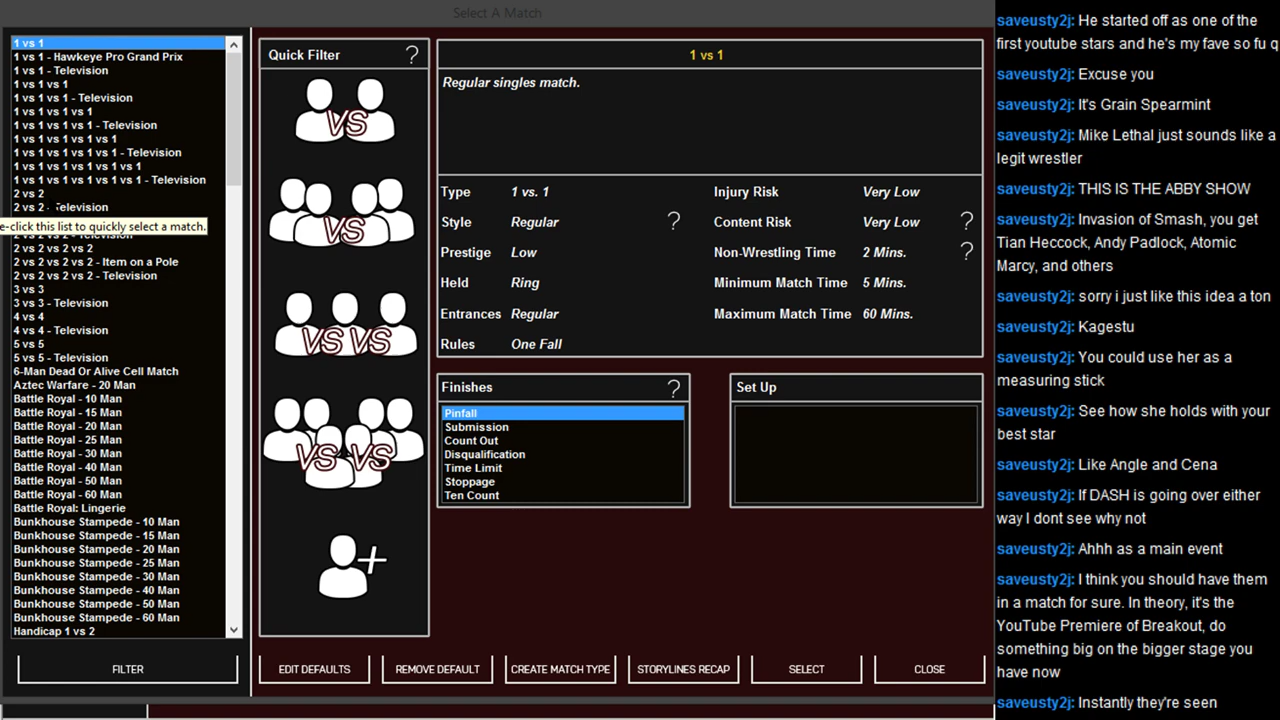 Select A Match
1 vs 1
1 vs 1 - Hawkeye Pro Grand Prix
1 vs 1 - Television
1 vs 1 vs 1
1 vs 1 vs 1 - Television
1 vs 1 vs 1 vs 1
1 vs 1 vs 1 vs 1 - Television
1 vs 1 vs 1 vs 1 vs 1
1 vs 1 vs 1 vs 1 vs 1 - Television
1 vs 1 vs 1 vs 1 vs 1 vs 1
1 vs 1 vs 1 vs 1 vs 1 vs 1 - Television
2 vs 2
2 vs 2 - Television
e-click this list to quickly select a match.
2 vs 2 vs 2 vs 2
2 vs 2 vs 2 vs 2 - Item on a Pole
2 vs 2 vs 2 vs 2 - Television
3 vs 3
3 vs 3 - Television
4 vs 4
4 vs 4 - Television
5 vs 5
5 vs 5 - Television
6-Man Dead Or Alive Cell Match
Aztec Warfare - 20 Man
Battle Royal - 10 Man
Battle Royal - 15 Man
Battle Royal - 20 Man
Battle Royal - 25 Man
Battle Royal - 30 Man
Battle Royal - 40 Man
Battle Royal - 50 Man
Battle Royal - 60 Man
Battle Royal: Lingerie
Bunkhouse Stampede - 10 Man
Bunkhouse Stampede - 15 Man
Bunkhouse Stampede - 20 Man
Bunkhouse Stampede - 25 Man
Bunkhouse Stampede - 30 Man
Bunkhouse Stampede - 40 Man
Bunkhouse Stampede - 50 Man
Bunkhouse Stampede - 60 Man
Handicap 1 vs 2
FILTER
Quick Filter ?
VS
VS
VS VS
VS VS
+
1 vs 1
Regular singles match.
Type 1 vs. 1 Injury Risk Very Low
Style Regular ? Content Risk Very Low ?
Prestige Low Non-Wrestling Time 2 Mins. ?
Held Ring Minimum Match Time 5 Mins.
Entrances Regular Maximum Match Time 60 Mins.
Rules One Fall
Finishes ?
Pinfall
Submission
Count Out
Disqualification
Time Limit
Stoppage
Ten Count
Set Up
EDIT DEFAULTS REMOVE DEFAULT CREATE MATCH TYPE STORYLINES RECAP SELECT CLOSE
saveusty2j: He started off as one of the
first youtube stars and he's my fave so fu q
saveusty2j: Excuse you
saveusty2j: It's Grain Spearmint
saveusty2j: Mike Lethal just sounds like a
legit wrestler
saveusty2j: THIS IS THE ABBY SHOW
saveusty2j: Invasion of Smash, you get
Tian Heccock, Andy Padlock, Atomic
Marcy, and others
saveusty2j: sorry i just like this idea a ton
saveusty2j: Kagestu
saveusty2j: You could use her as a
measuring stick
saveusty2j: See how she holds with your
best star
saveusty2j: Like Angle and Cena
saveusty2j: If DASH is going over either
way I dont see why not
saveusty2j: Ahhh as a main event
saveusty2j: I think you should have them
in a match for sure. In theory, it's the
YouTube Premiere of Breakout, do
something big on the bigger stage you
have now
saveusty2j: Instantly they're seen